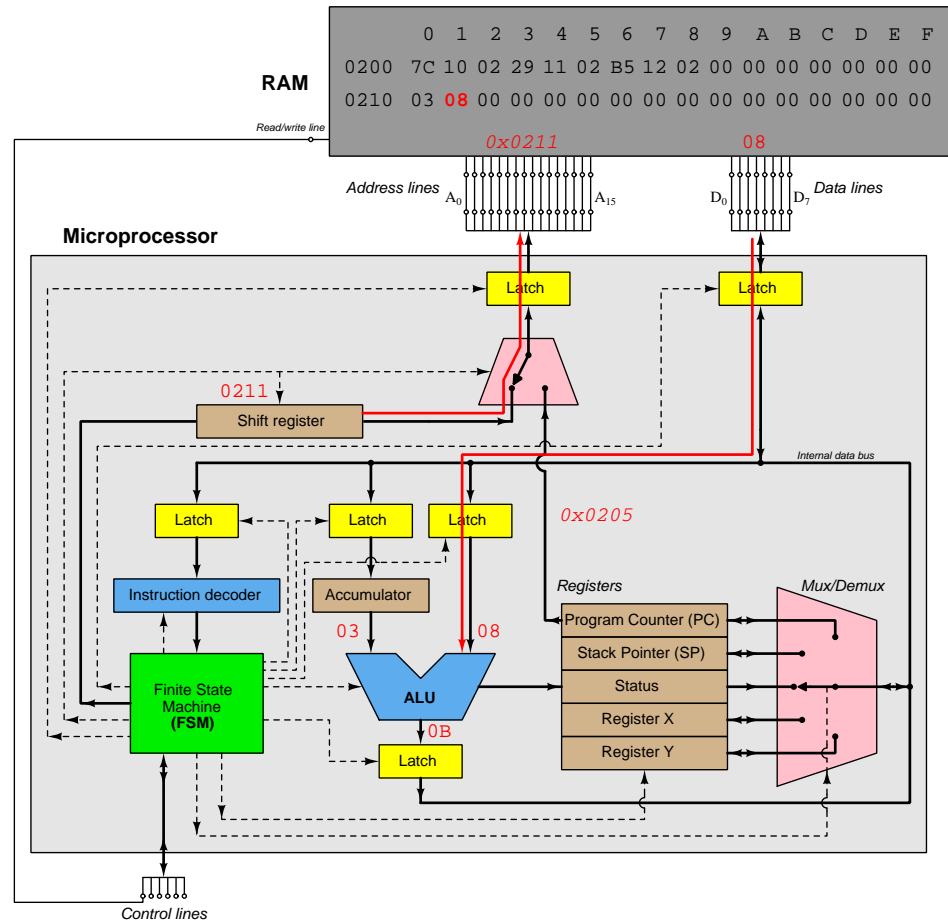 0 1 2 3 4 5 6 7 8 9 A B C D E F
0200 7C 10 02 29 11 02 B5 12 02 00 00 00 00 00 00 00
RAM
0210 03 08 00 00 00 00 00 00 00 00 00 00 00 00 00 00
Read/write line
0x0211 08
Address lines A0 A15 D0 D7 Data lines
Microprocessor
Latch Latch
0211
Shift register
Internal data bus
Latch Latch Latch 0x0205
Instruction decoder Accumulator Registers Mux/Demux
03 08 Program Counter (PC)
Stack Pointer (SP)
Finite State
Machine
(FSM)
ALU Status
Register X
0B
Latch Register Y
Control lines